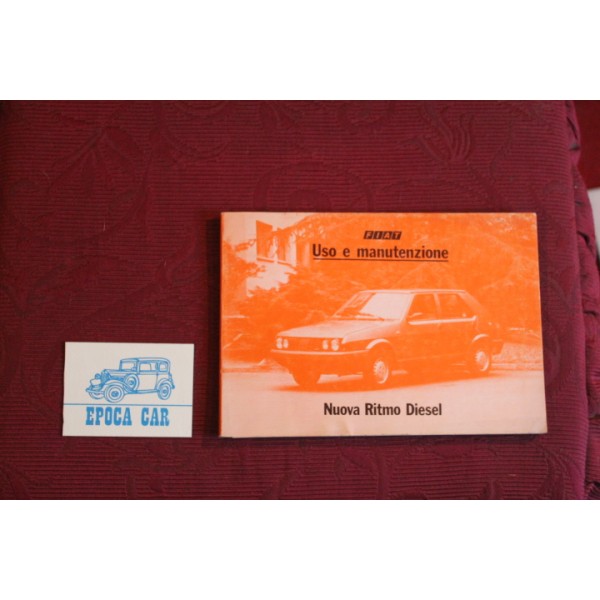 FIAT
Uso e manutenzione
Nuova Ritmo Diesel
EPOCA CAR